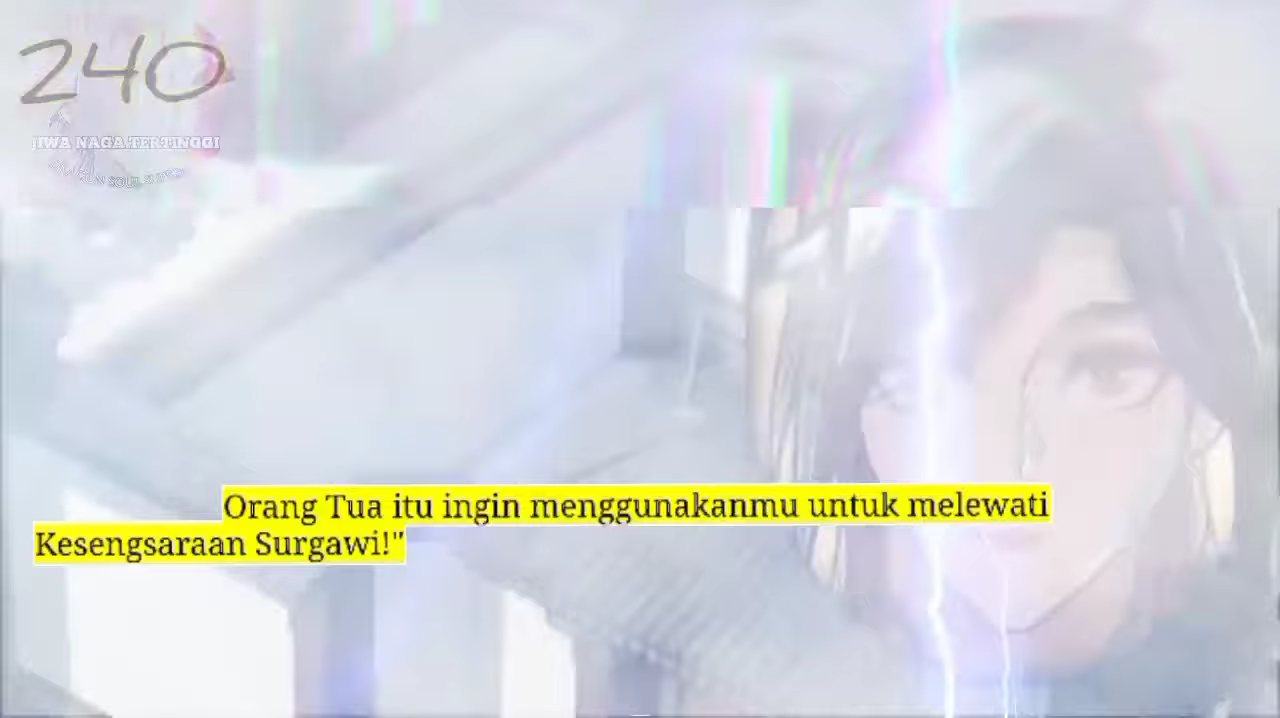 240
JIWA NAGA TERTINGGI
Orang Tua itu ingin menggunakanmu untuk melewati
Kesengsaraan Surgawi!"